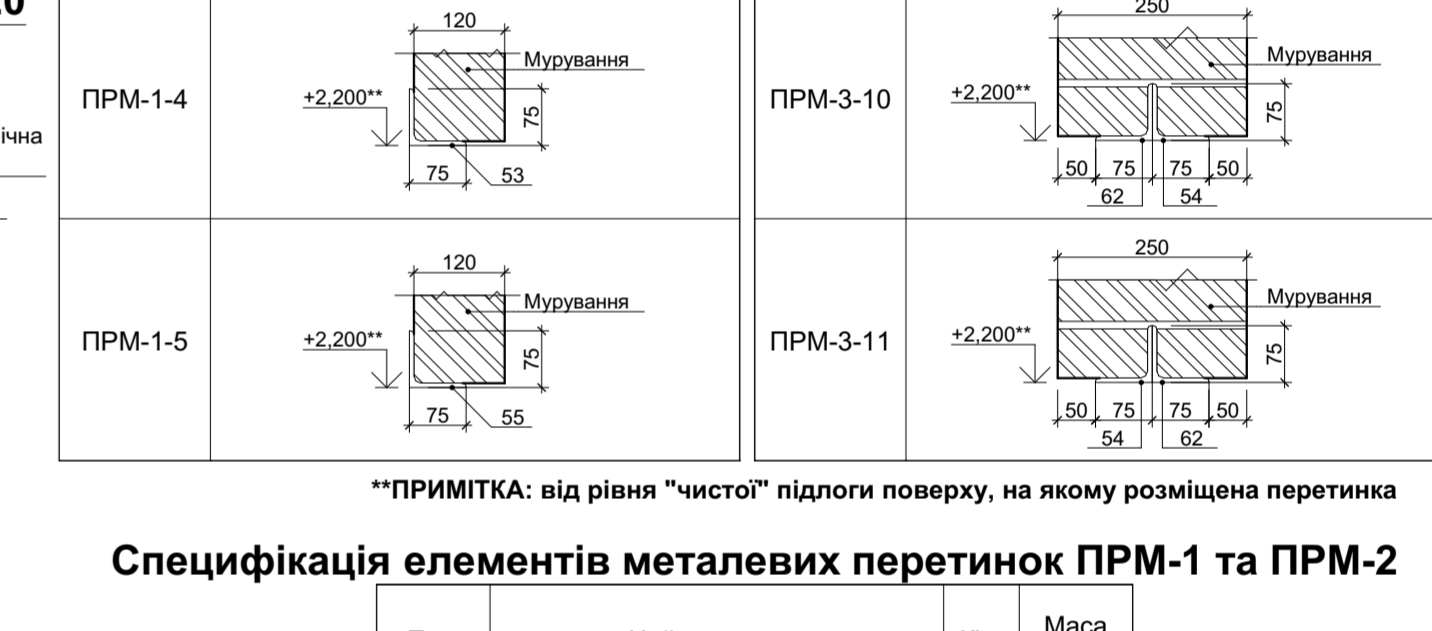 ічна
ПРМ-1-4
120
Мурування
+2,200**
75
75
53
ПРМ-3-10
250
Мурування
+2,200**
75
50 75 75 50
62 54
ПРМ-1-5
120
Мурування
+2,200**
75
75
55
ПРМ-3-11
250
Мурування
+2,200**
75
50 75 75 50
54 62
**ПРИМІТКА: від рівня "чистої" підлоги поверху, на якому розміщена перетинка
Специфікація елементів металевих перетинок ПРМ-1 та ПРМ-2
Маса